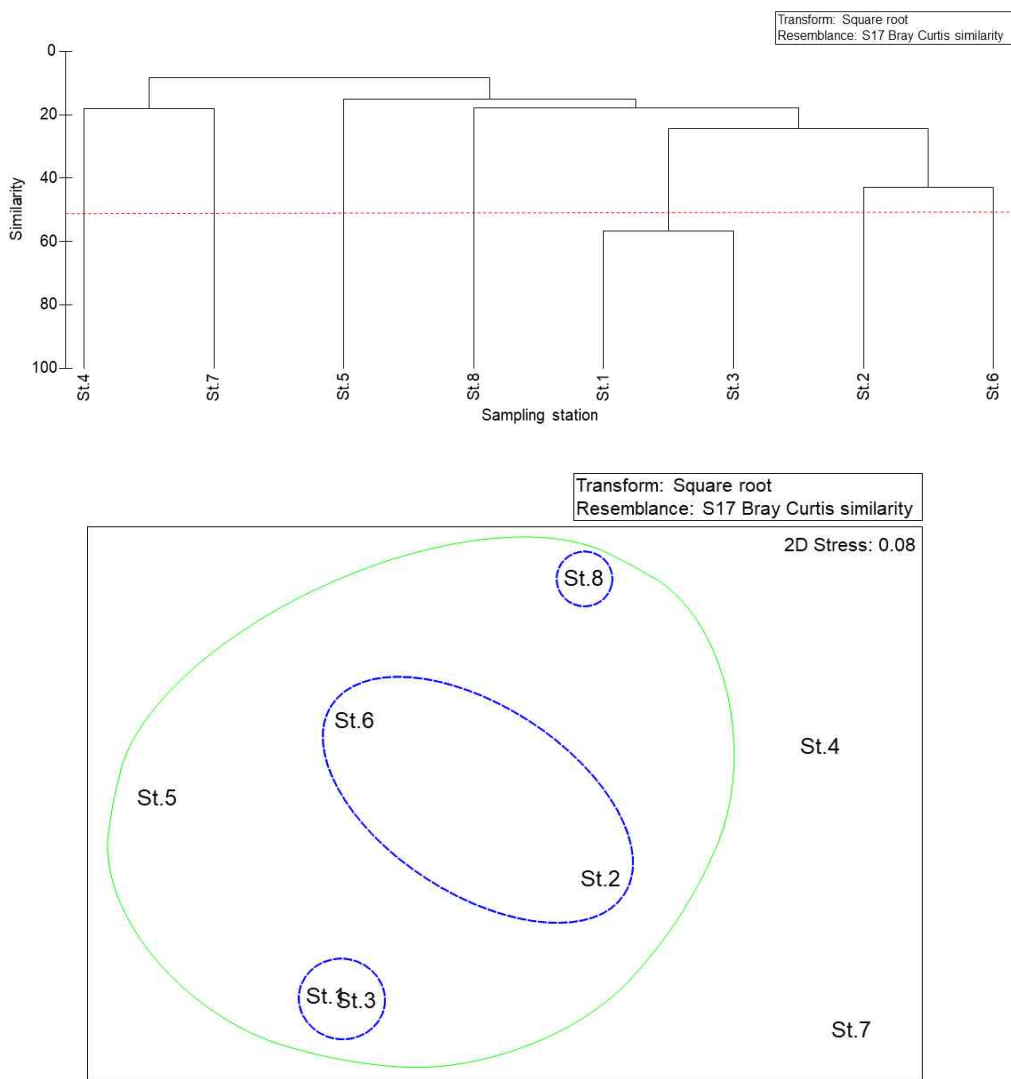 Transform: Square root
Resemblance: S17 Bray Curtis similarity
0
20
40
60
80
100
Similarity
St.4
St.7
St.5
St.8
St.1
St.3
St.2
St.6
Sampling station
Transform: Square root
Resemblance: S17 Bray Curtis similarity
2D Stress: 0.08
St.8
St.6
St.4
St.5
St.2
St.1
St.3
St.7